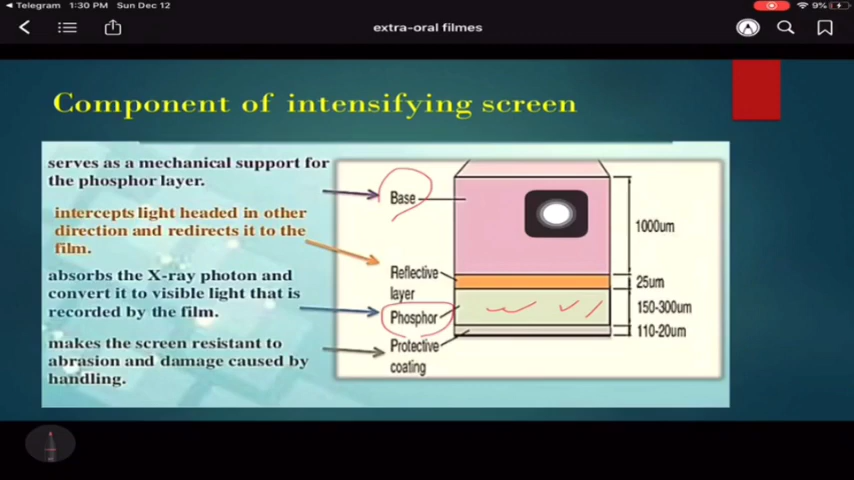 Telegram 1:30 PM Sun Dec 12
9%
extra-oral filmes
Component of intensifying screen
serves as a mechanical support for
the phosphor layer.
intercepts light headed in other
direction and redirects it to the
film.
absorbs the X-ray photon and
convert it to visible light that is
recorded by the film.
makes the screen resistant to
abrasion and damage caused by
handling.
Base
Reflective
layer
Phosphor
Protective
coating
1000um
25um
150-300um
110-20um